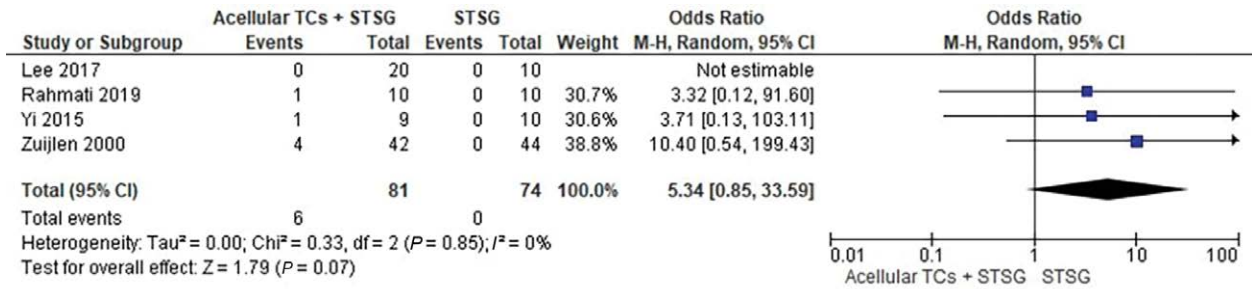 Acellular TCs + STSG STSG Odds Ratio Odds Ratio
Study or Subgroup Events Total Events Total Weight M-H, Random, 95% CI M-H, Random, 95% CI
Lee 2017 0 20 0 10 Not estimable
Rahmati 2019 1 10 0 10 30.7% 3.32 [0.12, 91.60]
Yi 2015 1 9 0 10 30.6% 3.71 [0.13, 103.11]
Zuijlen 2000 4 42 0 44 38.8% 10.40 [0.54, 199.43]
Total (95% CI) 81 74 100.0% 5.34 [0.85, 33.59]
Total events 6 0
Heterogeneity: Tau² = 0.00; Chi² = 0.33, df = 2 (P = 0.85); I² = 0%
Test for overall effect: Z = 1.79 (P = 0.07)
0.01 0.1 1 10 100
Acellular TCs + STSG STSG